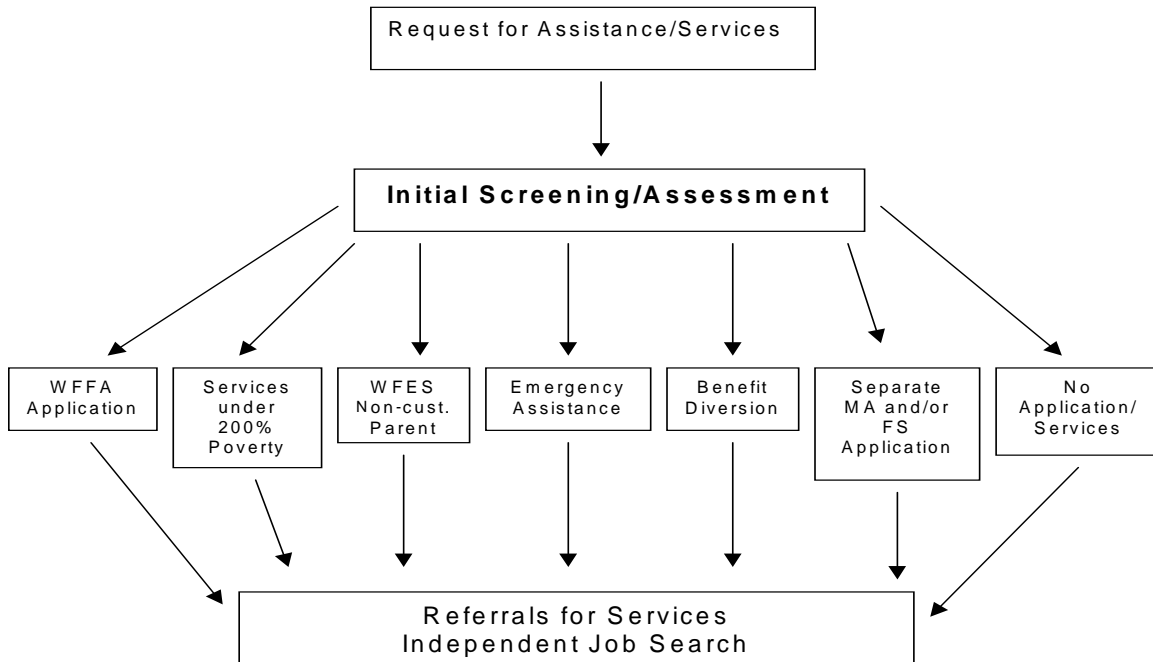 Request for Assistance/Services
Initial Screening/Assessment
WFFA
Application
Services
under
200%
Poverty
WFES
Non-cust.
Parent
Emergency
Assistance
Benefit
Diversion
Separate
MA and/or
FS
Application
No
Application/
Services
Referrals for Services
Independent Job Search